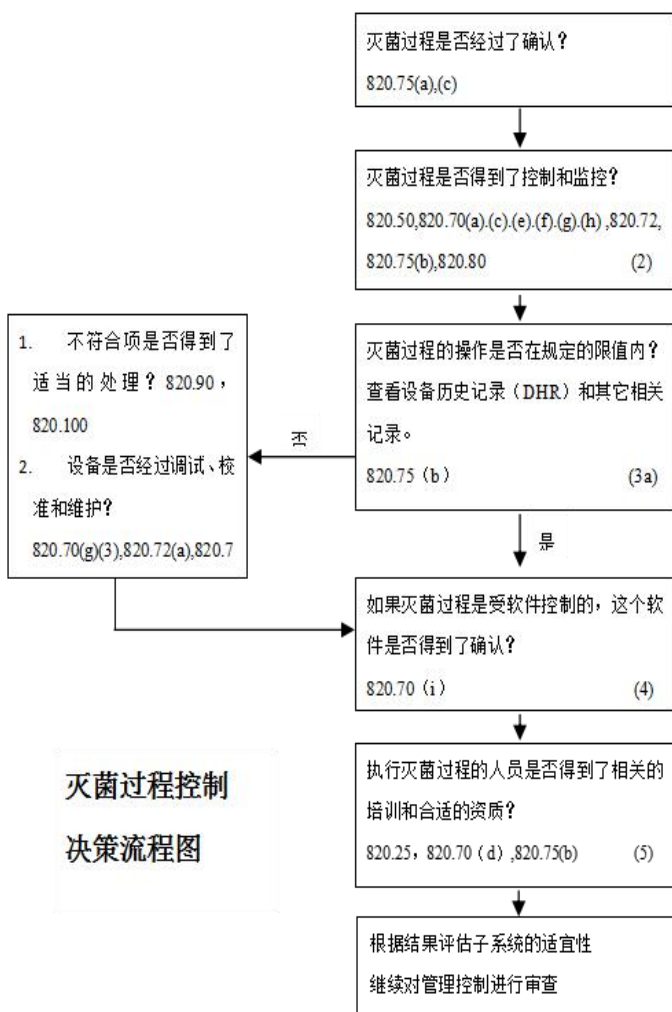 灭菌过程是否经过了确认？
820.75(a),(c)
灭菌过程是否得到了控制和监控？
820.50,820.70(a).(c).(e).(f).(g).(h) ,820.72,
820.75(b),820.80 (2)
灭菌过程的操作是否在规定的限值内？
查看设备历史记录（DHR）和其它相关
记录。
820.75（b） (3a)
否
1. 不符合项是否得到了
适当的处理？820.90，
820.100
2. 设备是否经过调试、校
准和维护？
820.70(g)(3),820.72(a),820.7
是
如果灭菌过程是受软件控制的，这个软
件是否得到了确认？
820.70（i） (4)
执行灭菌过程的人员是否得到了相关的
培训和合适的资质？
820.25，820.70（d）,820.75(b) (5)
根据结果评估子系统的适宜性
继续对管理控制进行审查
灭菌过程控制
决策流程图